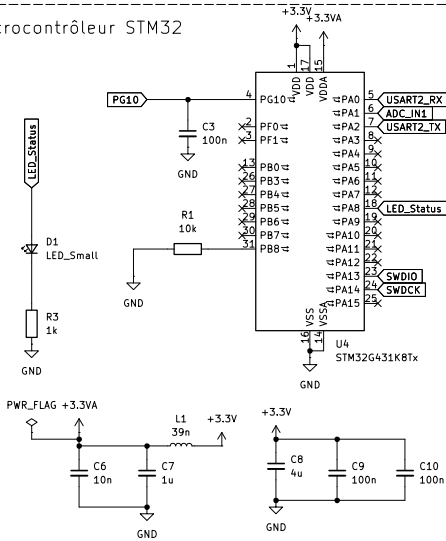 crocontrôleur STM32
+3.3V
+3.3VA
1
17
15
VDD
VDD
VDDA
PG10
4
PG10
PA0
5
USART2_RX
PA1
6
ADC_IN1
2
PF0
PA2
7
USART2_TX
3
PF1
PA3
8
PA4
9
C3
100n
GND
13
PB0
PA5
10
26
PB3
PA6
11
27
PB4
PA7
12
28
PB5
PA8
18
LED_Status
29
PB6
PA9
19
30
PB7
PA10
20
31
PB8
PA11
21
PA12
22
PA13
23
SWDIO
PA14
24
SWDCK
PA15
25
R1
10k
GND
LED_Status
D1
LED_Small
R3
1k
GND
VSS
VSSA
16
14
U4
STM32G431K8Tx
GND
PWR_FLAG
+3.3VA
L1
39n
+3.3V
C6
10n
C7
1u
GND
+3.3V
C8
4u
C9
100n
C10
100n
GND